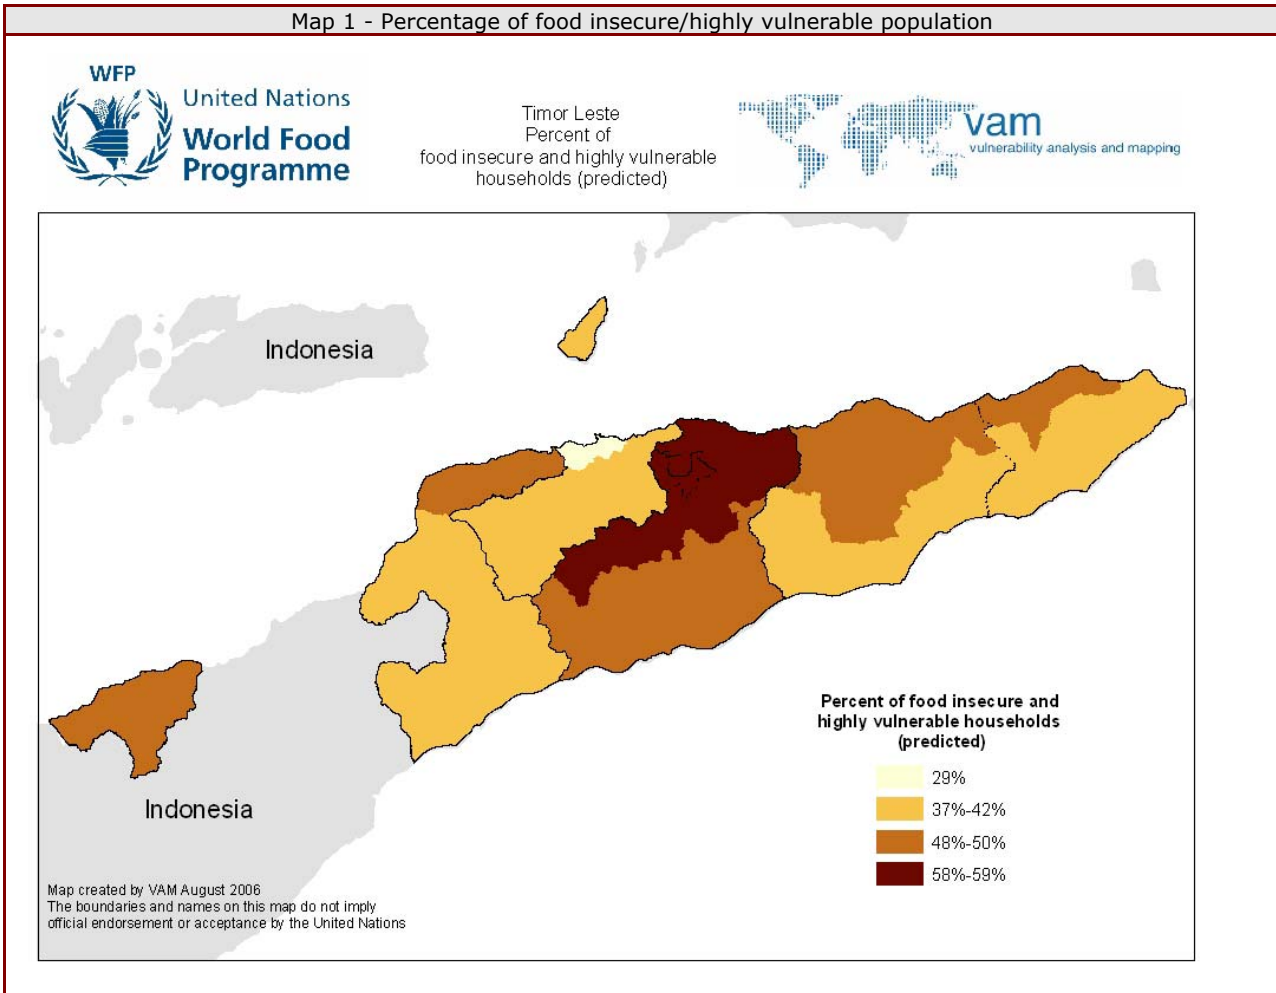 Map 1 - Percentage of food insecure/highly vulnerable population
WFP
United Nations
World Food
Programme
Timor Leste
Percent of
food insecure and highly vulnerable
households (predicted)
vam
vulnerability analysis and mapping
Indonesia
Indonesia
Percent of food insecure and
highly vulnerable households
(predicted)
29%
37%-42%
48%-50%
58%-59%
Map created by VAM August 2006
The boundaries and names on this map do not imply
official endorsement or acceptance by the United Nations